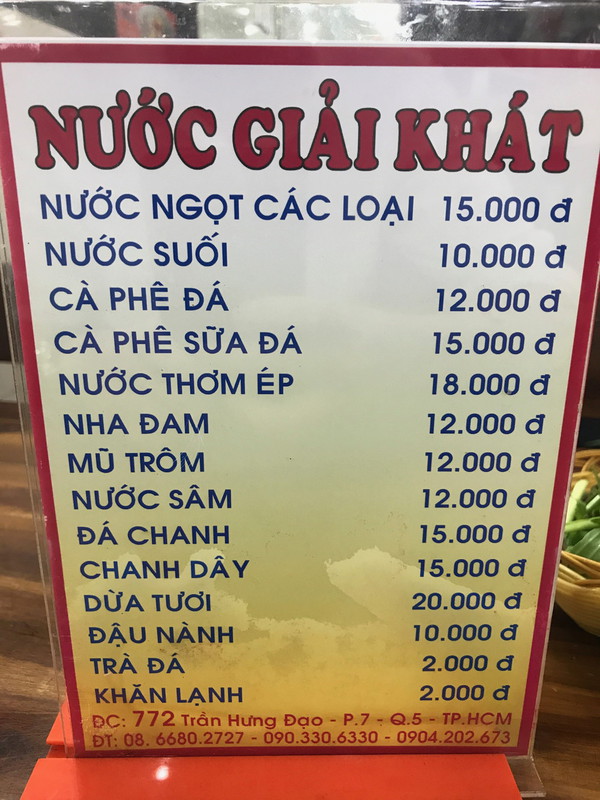 NƯỚC GIẢI KHÁT
NƯỚC NGỌT CÁC LOẠI 15.000 đ
NƯỚC SUỐI 10.000 đ
CÀ PHÊ ĐÁ 12.000 đ
CÀ PHÊ SỮA ĐÁ 15.000 đ
NƯỚC THƠM ÉP 18.000 đ
NHA ĐAM 12.000 đ
MŨ TRÔM 12.000 đ
NƯỚC SÂM 12.000 đ
ĐÁ CHANH 15.000 đ
CHANH DÂY 15.000 đ
DỪA TƯƠI 20.000 đ
ĐẬU NÀNH 10.000 đ
TRÀ ĐÁ 2.000 đ
KHĂN LẠNH 2.000 đ
ĐC: 772 Trần Hưng Đạo - P.7 - Q.5 - TP.HCM
ĐT: 08. 6680.2727 - 090.330.6330 - 0904.202.673